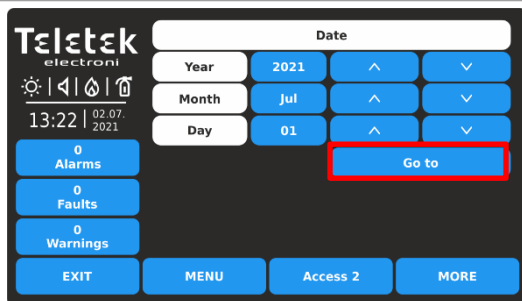 Teletek
electroni
13:22 02.07.
2021
0
Alarms
0
Faults
0
Warnings
Date
Year 2021
Month Jul
Day 01
Go to
EXIT MENU Access 2 MORE